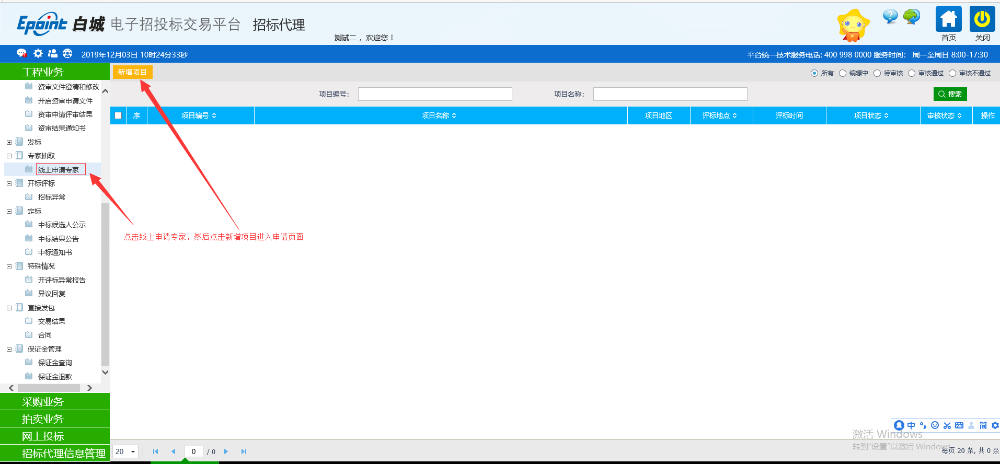 Epoint 白城 电子招投标交易平台 招标代理
测试二 ，欢迎您！
首页
关闭
2019年12月03日 10时24分33秒
平台统一技术服务电话: 400 998 0000 服务时间： 周一至周日 8:00-17:30
工程业务
资审文件澄清和修改
开启资审申请文件
资审申请评审结果
资审结果通知书
发标
专家抽取
线上申请专家
开标评标
招标异常
定标
中标候选人公示
中标结果公告
中标通知书
特殊情况
开评标异常报告
异议回复
直接发包
交易结果
合同
保证金管理
保证金查询
保证金退款
采购业务
拍卖业务
网上投标
招标代理信息管理
新增项目
所有 编辑中 待审核 审核通过 审核不通过
项目编号：
项目名称：
搜索
序 项目编号 项目名称 项目地区 评标地点 评标时间 项目状态 审核状态 操作
点击线上申请专家，然后点击新增项目进入申请页面
中 简
激活 Windows
转到"设置"以激活 Windows。
20
0 / 0
每页 20 条, 共 0 条